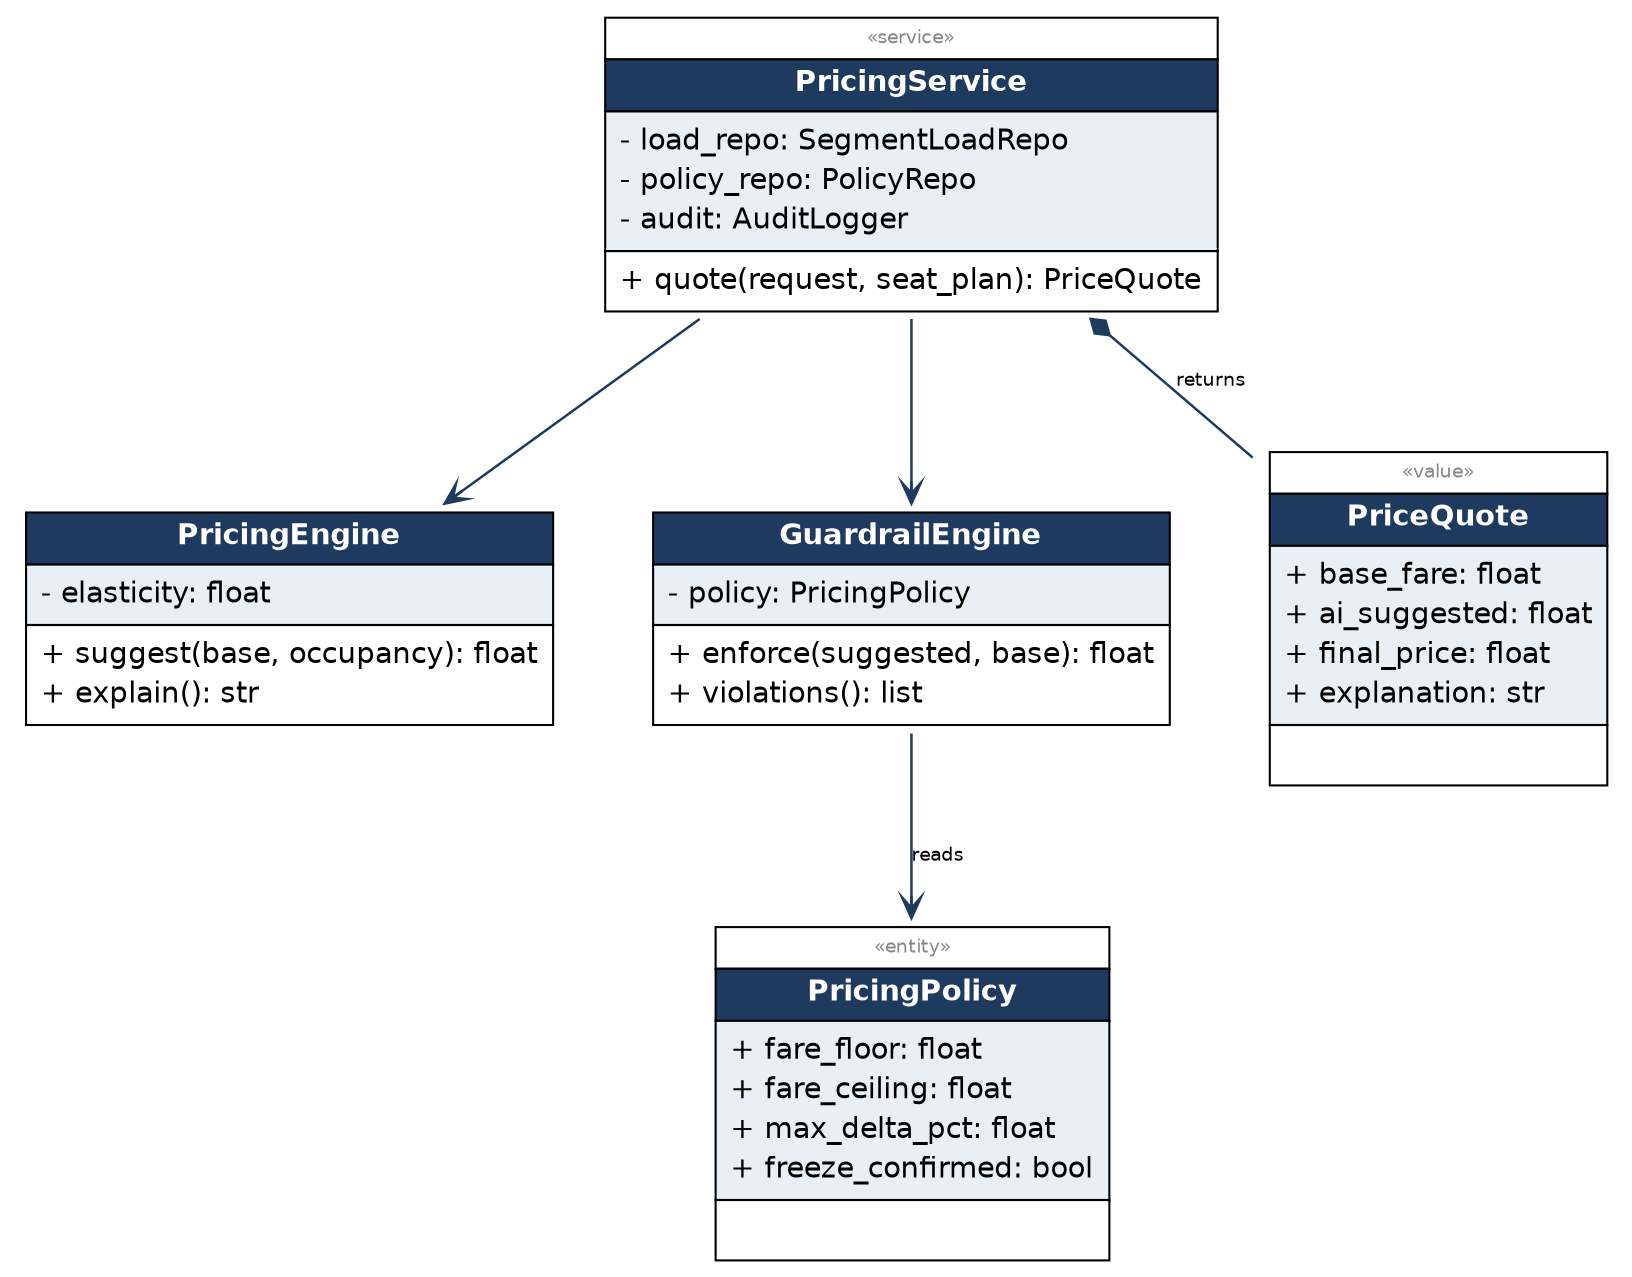 «service»
PricingService
- load_repo: SegmentLoadRepo
- policy_repo: PolicyRepo
- audit: AuditLogger
+ quote(request, seat_plan): PriceQuote
returns
PricingEngine
- elasticity: float
+ suggest(base, occupancy): float
+ explain(): str
GuardrailEngine
- policy: PricingPolicy
+ enforce(suggested, base): float
+ violations(): list
«value»
PriceQuote
+ base_fare: float
+ ai_suggested: float
+ final_price: float
+ explanation: str
reads
«entity»
PricingPolicy
+ fare_floor: float
+ fare_ceiling: float
+ max_delta_pct: float
+ freeze_confirmed: bool